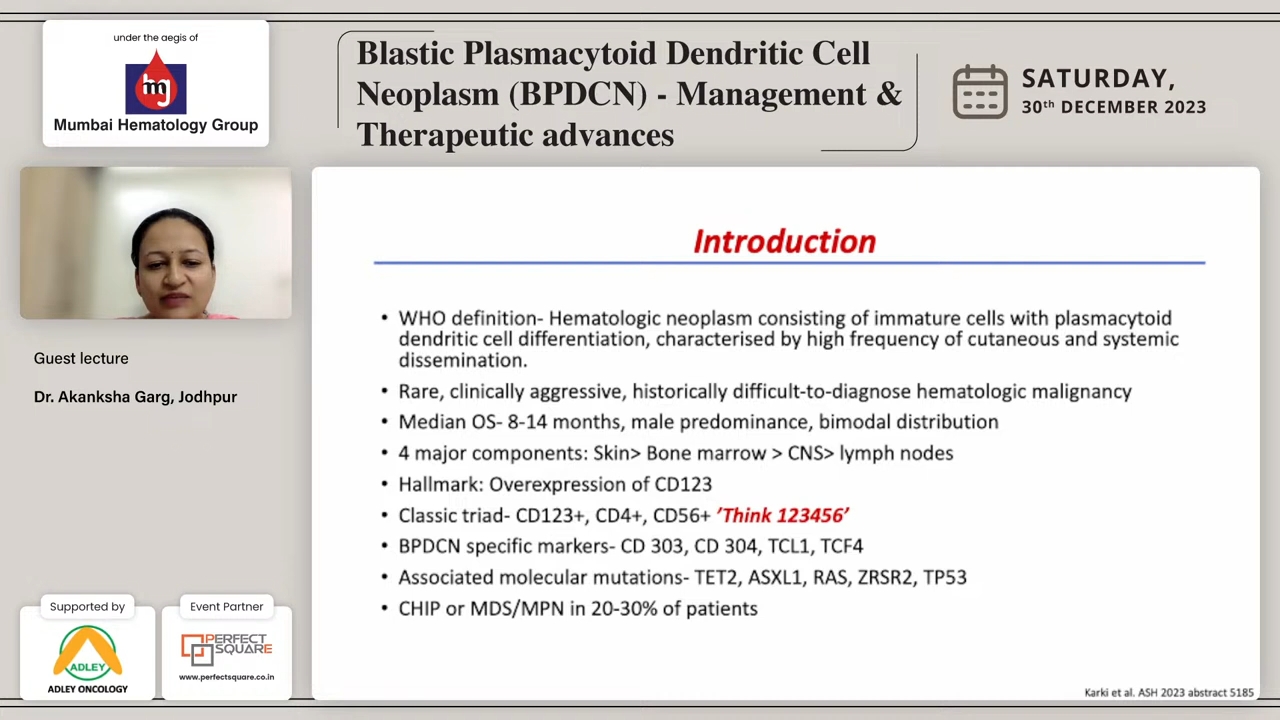 under the aegis of
mg
Mumbai Hematology Group
Blastic Plasmacytoid Dendritic Cell
Neoplasm (BPDCN) - Management &
Therapeutic advances
SATURDAY,
30th DECEMBER 2023
Guest lecture
Dr. Akanksha Garg, Jodhpur
Introduction
• WHO definition- Hematologic neoplasm consisting of immature cells with plasmacytoid
dendritic cell differentiation, characterised by high frequency of cutaneous and systemic
dissemination.
• Rare, clinically aggressive, historically difficult-to-diagnose hematologic malignancy
• Median OS- 8-14 months, male predominance, bimodal distribution
• 4 major components: Skin> Bone marrow > CNS> lymph nodes
• Hallmark: Overexpression of CD123
• Classic triad- CD123+, CD4+, CD56+ ’Think 123456’
• BPDCN specific markers- CD 303, CD 304, TCL1, TCF4
• Associated molecular mutations- TET2, ASXL1, RAS, ZRSR2, TP53
• CHIP or MDS/MPN in 20-30% of patients
Karki et al. ASH 2023 abstract 5185
Supported by
ADLEY
ADLEY ONCOLOGY
Event Partner
PERFECT
SQUARE
www.perfectsquare.co.in